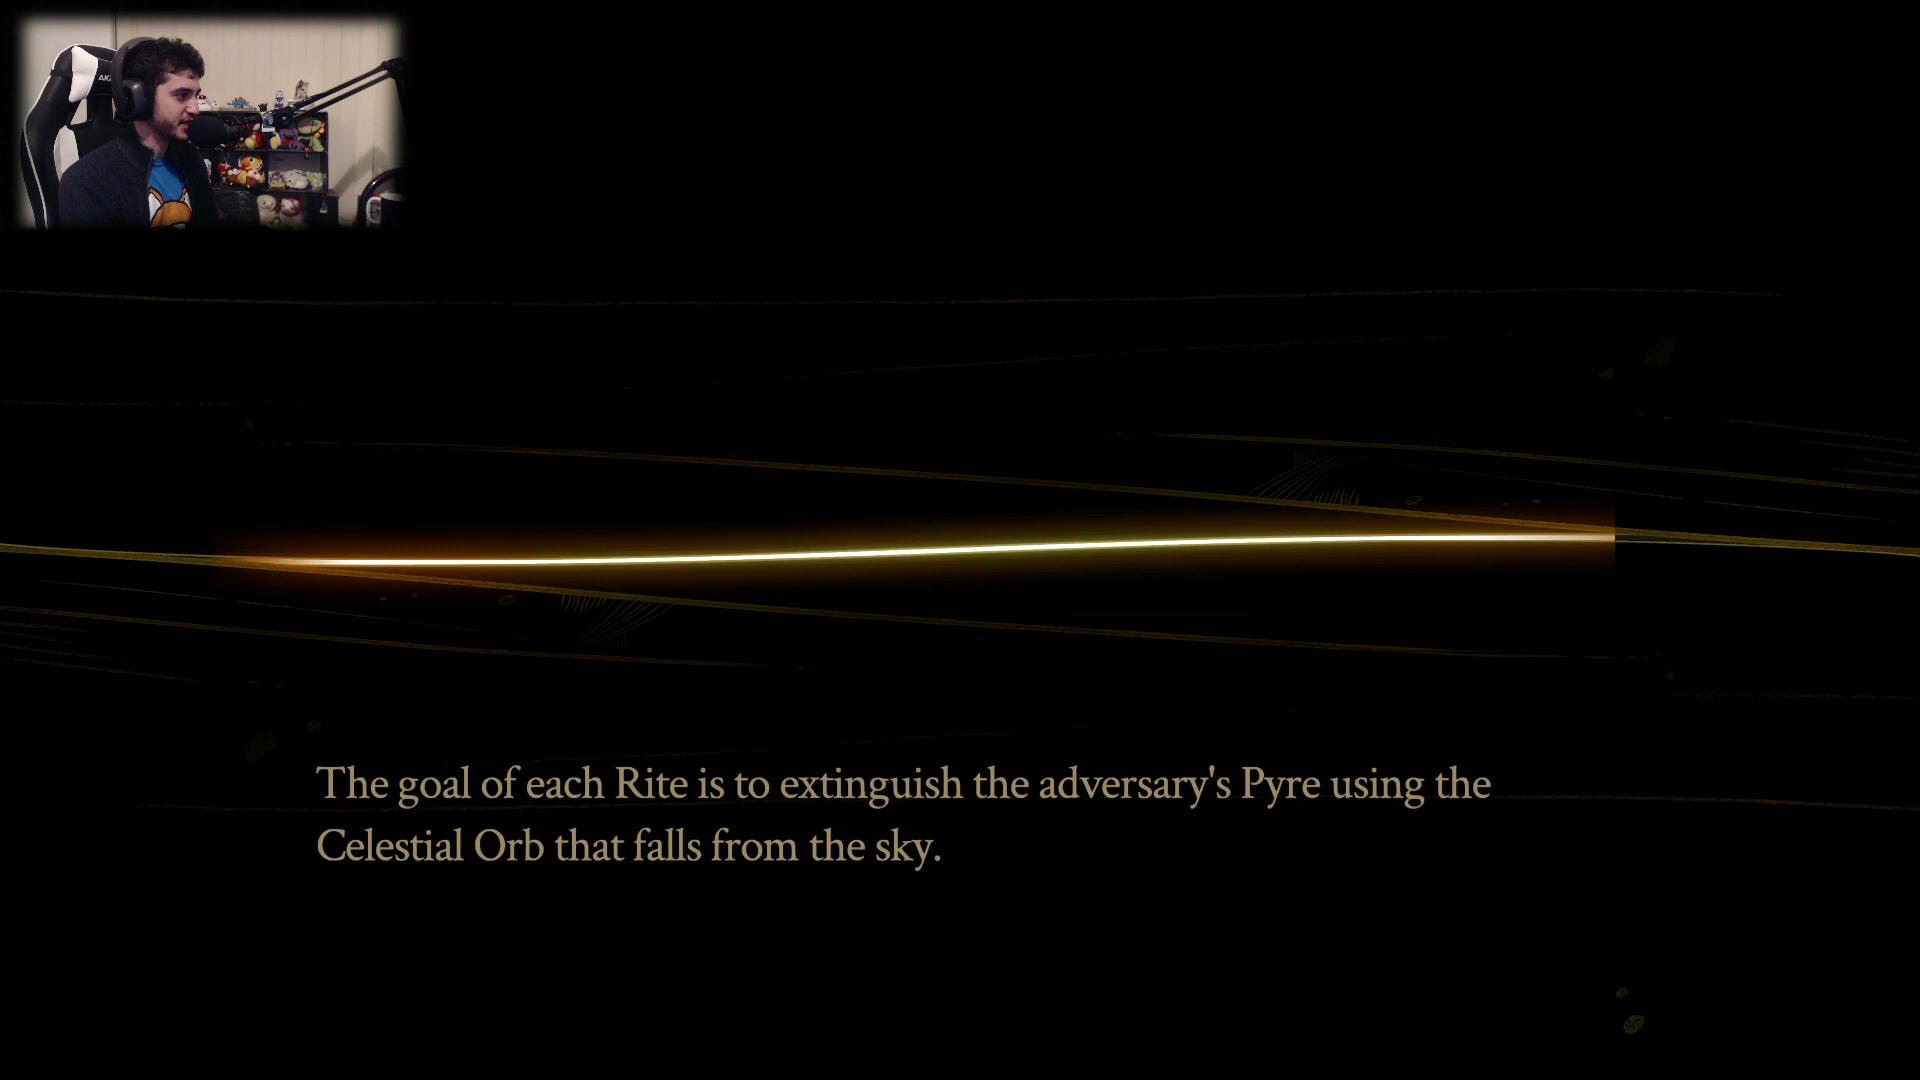 The goal of each Rite is to extinguish the adversary's Pyre using the
Celestial Orb that falls from the sky.